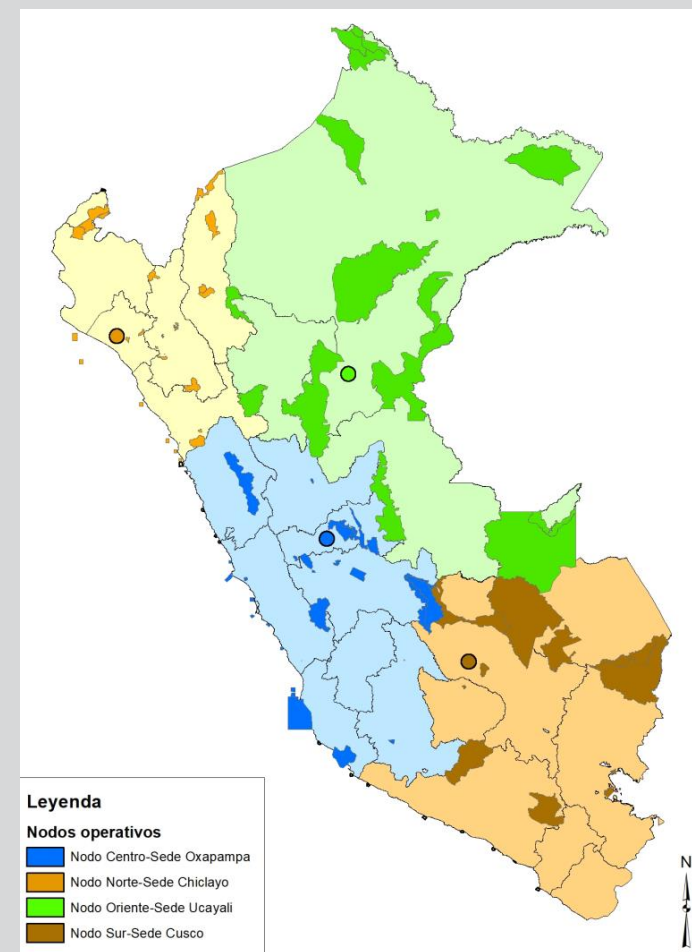 N
Leyenda
Nodos operativos
Nodo Centro-Sede Oxapampa
Nodo Norte-Sede Chiclayo
Nodo Oriente-Sede Ucayali
Nodo Sur-Sede Cusco